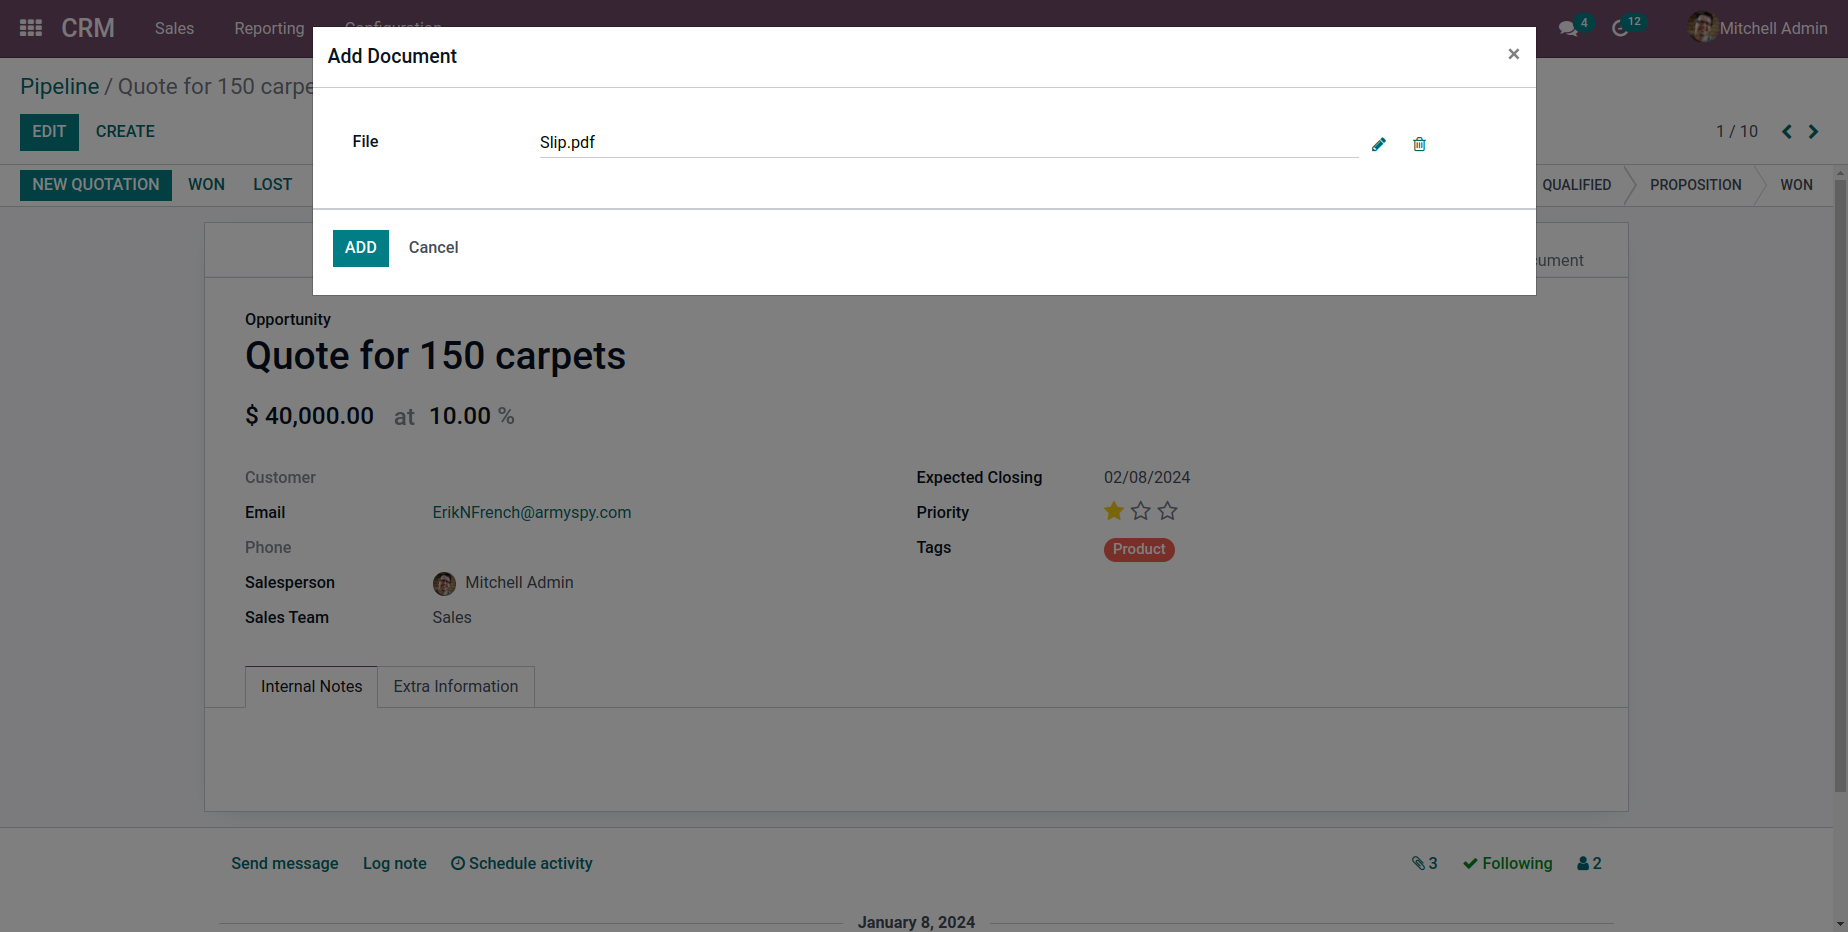 CRM Sales Reporting Configuration 4 12 Mitchell Admin
Add Document ×
Pipeline / Quote for 150 carpe
EDIT CREATE
1 / 10
File Slip.pdf
NEW QUOTATION WON LOST
QUALIFIED PROPOSITION WON
ADD Cancel
cument
Opportunity
Quote for 150 carpets
$ 40,000.00 at 10.00 %
Customer
Expected Closing 02/08/2024
Email ErikNFrench@armyspy.com
Priority
Phone
Tags Product
Salesperson Mitchell Admin
Sales Team Sales
Internal Notes Extra Information
Send message Log note Schedule activity 3 Following 2
January 8, 2024